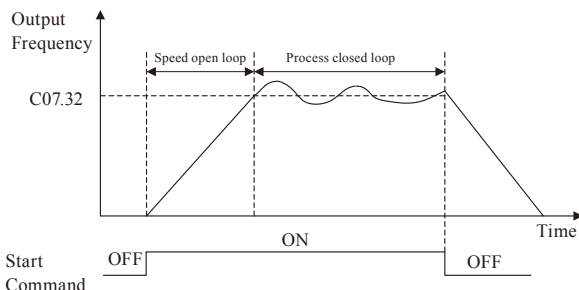 Output
Frequency
Speed open loop
Process closed loop
C07.32
Time
ON
OFF
OFF
Start
Command